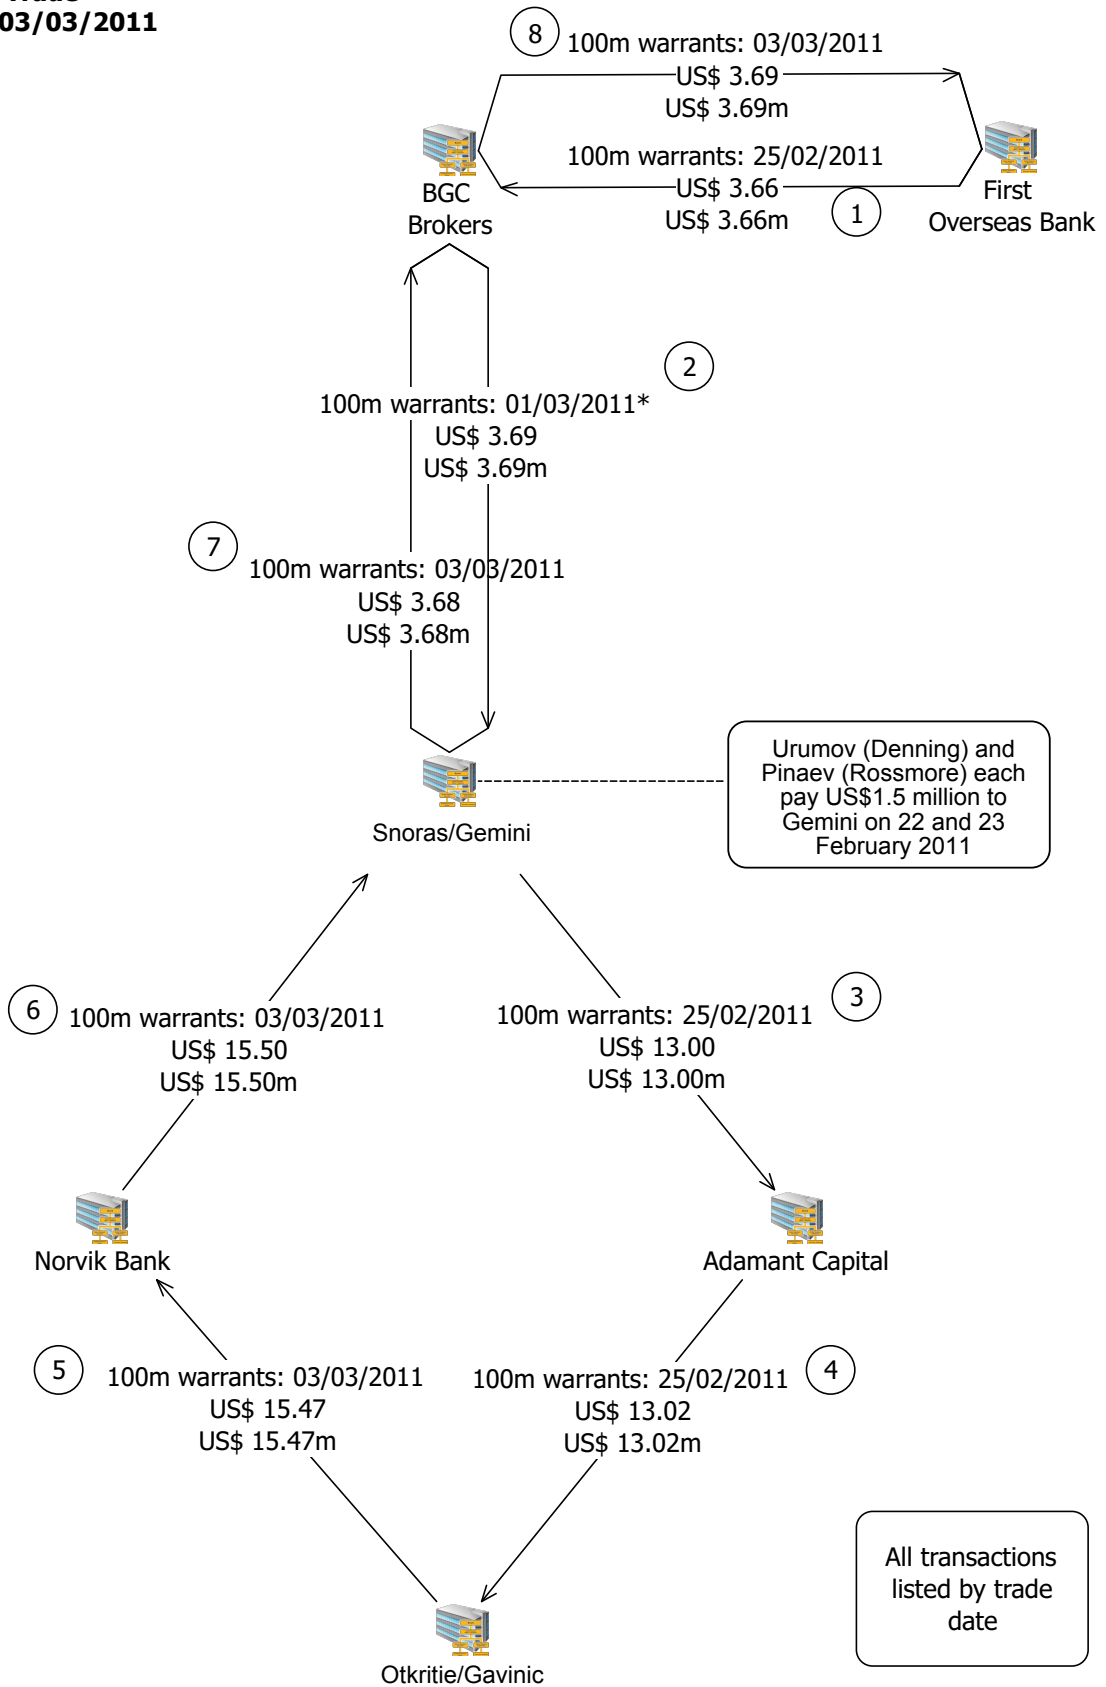 03/03/2011
8
100m warrants: 03/03/2011
US$ 3.69
US$ 3.69m
100m warrants: 25/02/2011
US$ 3.66
US$ 3.66m
1
BGC
Brokers
First
Overseas Bank
2
100m warrants: 01/03/2011*
US$ 3.69
US$ 3.69m
7
100m warrants: 03/03/2011
US$ 3.68
US$ 3.68m
Snoras/Gemini
Urumov (Denning) and
Pinaev (Rossmore) each
pay US$1.5 million to
Gemini on 22 and 23
February 2011
6
100m warrants: 03/03/2011
US$ 15.50
US$ 15.50m
3
100m warrants: 25/02/2011
US$ 13.00
US$ 13.00m
Norvik Bank
Adamant Capital
5
100m warrants: 03/03/2011
US$ 15.47
US$ 15.47m
4
100m warrants: 25/02/2011
US$ 13.02
US$ 13.02m
Otkritie/Gavinic
All transactions
listed by trade
date